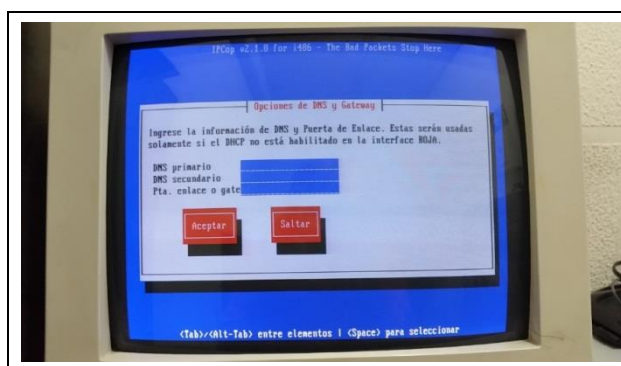 IPCop v2.1.8 for i486 - The Bad Packets Stop Here
Opciones de DNS y Gateway
Ingrese la información de DNS y Puerta de Enlace. Estas serán usadas
solamente si el DHCP no está habilitado en la interface ROJA.
DNS primario
DNS secundario
Pta. enlace o gate
Aceptar
Saltar
<Tab>/<Alt-Tab> entre elementos | <Space> para seleccionar